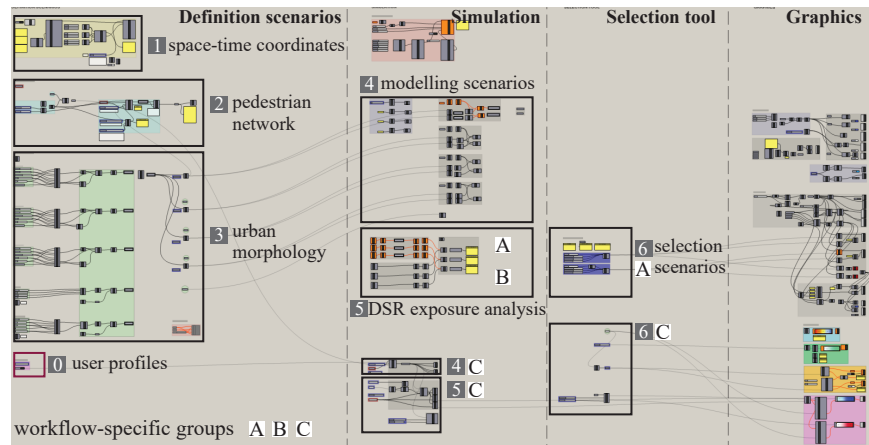 Definition scenarios
Simulation
Selection tool
Graphics
1 space-time coordinates
2 pedestrian
network
3 urban
morphology
0 user profiles
4 modelling scenarios
A
B
5 DSR exposure analysis
4 C
5 C
6 selection
A scenarios
6 C
workflow-specific groups A B C